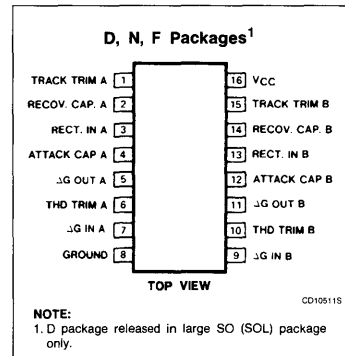 D, N, F Packages¹
TRACK TRIM A 1 16 VCC
RECOV. CAP. A 2 15 TRACK TRIM B
RECT. IN A 3 14 RECOV. CAP. B
ATTACK CAP A 4 13 RECT. IN B
ΔG OUT A 5 12 ATTACK CAP B
THD TRIM A 6 11 ΔG OUT B
ΔG IN A 7 10 THD TRIM B
GROUND 8 9 ΔG IN B
TOP VIEW
CD10511S
NOTE:
1. D package released in large SO (SOL) package
only.